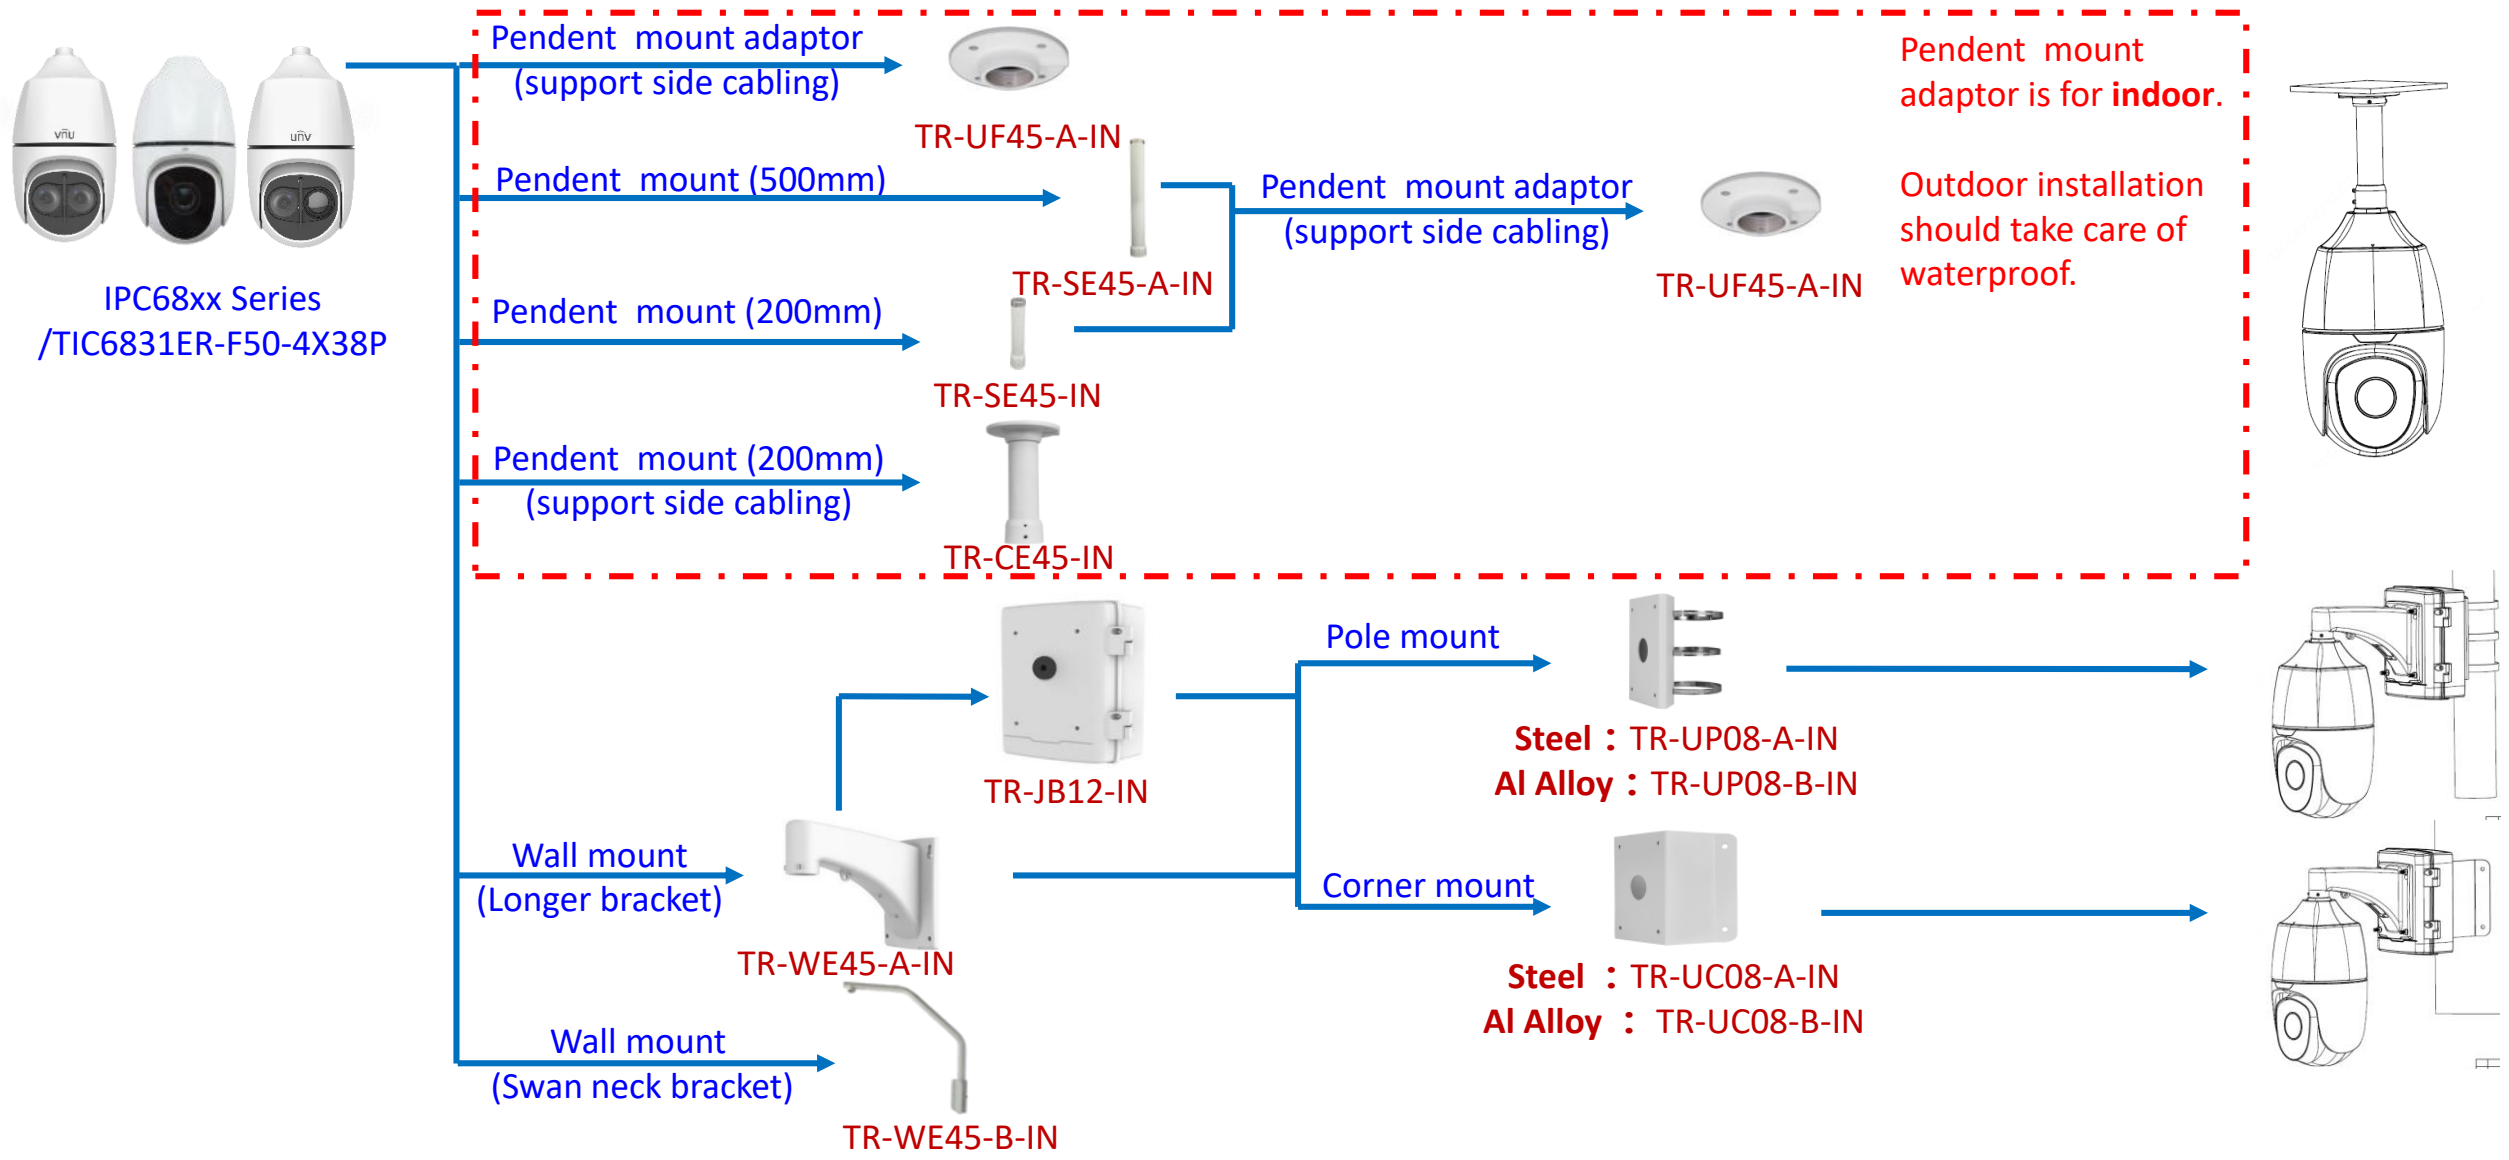 Pendent  mount adaptor
(support side cabling)
TR-UF45-A-IN
Pendent  mount
adaptor is for indoor.
Outdoor installation
should take care of
waterproof.
unv
IPC68xx Series
/TIC6831ER-F50-4X38P
Pendent  mount (500mm)
TR-SE45-A-IN
Pendent  mount adaptor
(support side cabling)
TR-UF45-A-IN
Pendent  mount (200mm)
TR-SE45-IN
Pendent  mount (200mm)
(support side cabling)
TR-CE45-IN
TR-JB12-IN
Pole mount
Steel：TR-UP08-A-IN
Al Alloy：TR-UP08-B-IN
Wall mount
(Longer bracket)
TR-WE45-A-IN
Corner mount
Steel ：TR-UC08-A-IN
Al Alloy ： TR-UC08-B-IN
Wall mount
(Swan neck bracket)
TR-WE45-B-IN